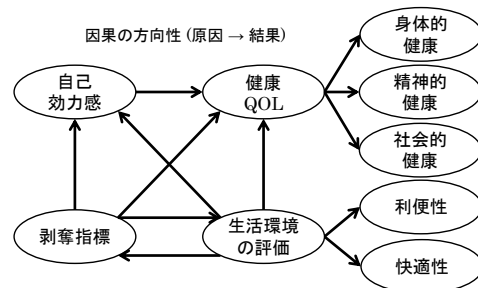 因果の方向性 (原因 → 結果)
自己
効力感
健康
QOL
身体的
健康
精神的
健康
社会的
健康
剥奪指標
生活環境
の評価
利便性
快適性